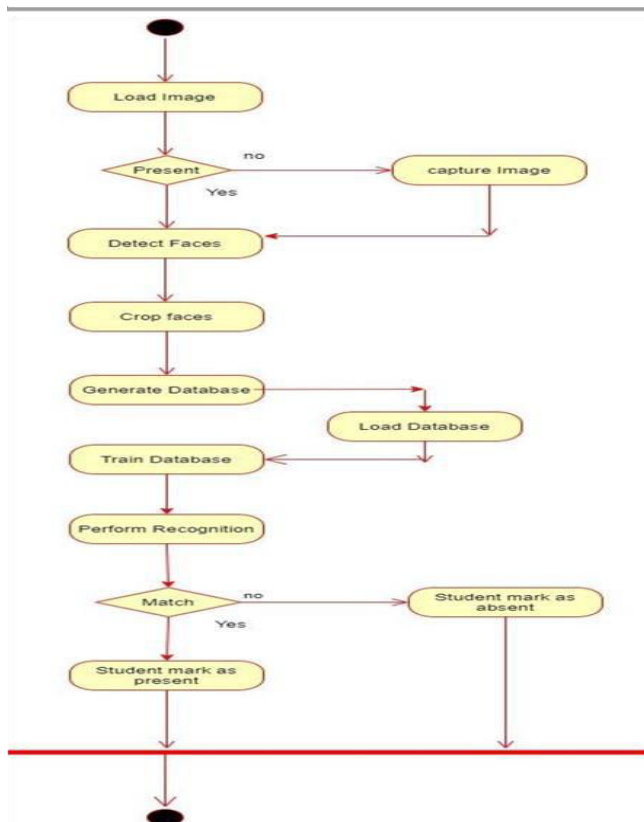 Load Image
Present
no
capture Image
Yes
Detect Faces
Crop faces
Generate Database
Load Database
Train Database
Perform Recognition
Match
no
Student mark as
absent
Yes
Student mark as
present